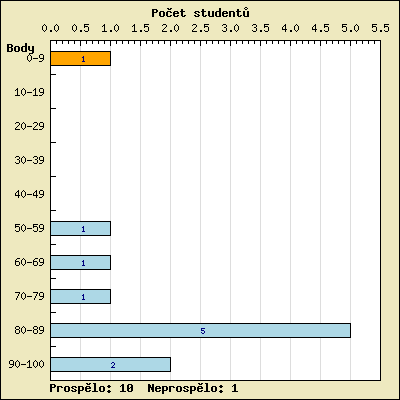 Počet studentů
0.0 0.5 1.0 1.5 2.0 2.5 3.0 3.5 4.0 4.5 5.0 5.5
Body
0-9 1
10-19
20-29
30-39
40-49
50-59 1
60-69 1
70-79 1
80-89 5
90-100 2
Prospělo: 10 Neprospělo: 1